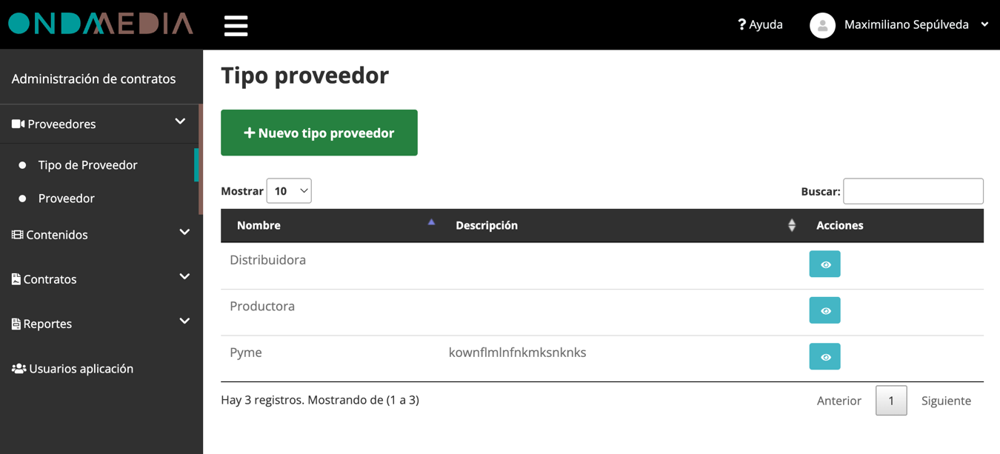 ONDAMEDIA
? Ayuda
Maximiliano Sepúlveda
Administración de contratos
Proveedores
Tipo de Proveedor
Proveedor
Contenidos
Contratos
Reportes
Usuarios aplicación
Tipo proveedor
+ Nuevo tipo proveedor
Mostrar 10
Buscar:
Nombre Descripción Acciones
Distribuidora
Productora
Pyme kownflmlnfnkmksnknks
Hay 3 registros. Mostrando de (1 a 3)
Anterior 1 Siguiente